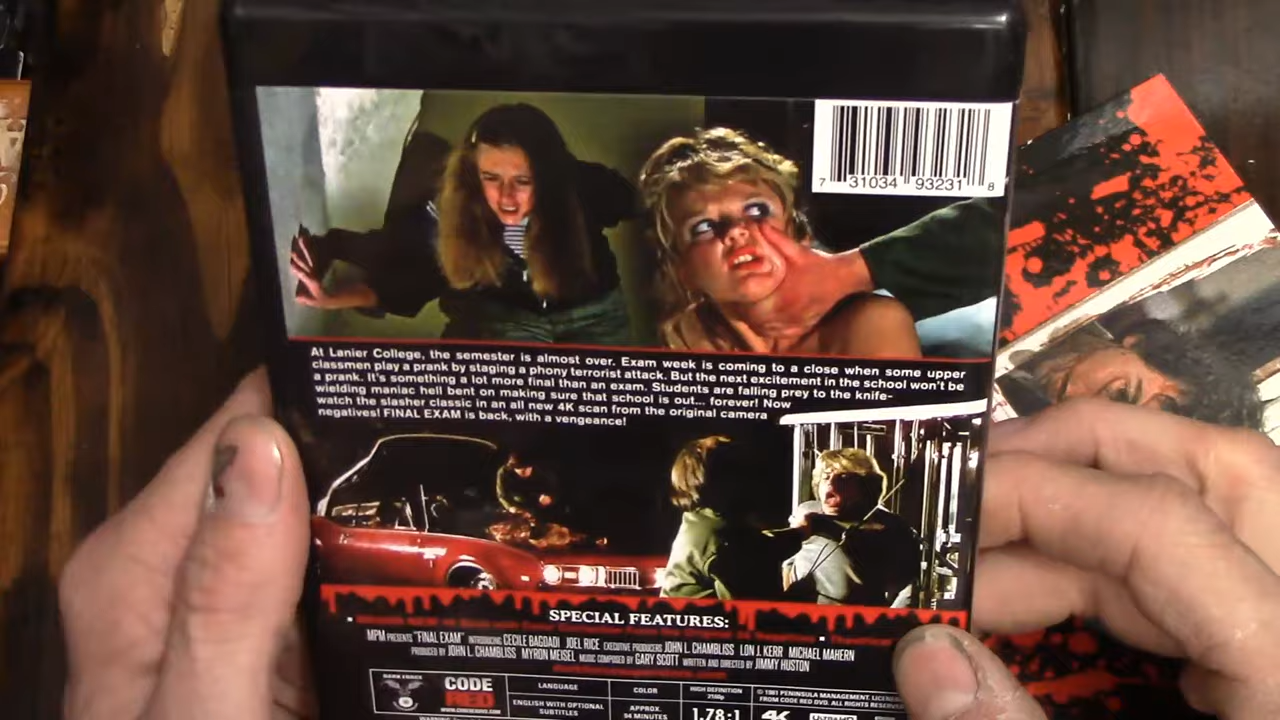 7 31034 93231 8
At Lanier College, the semester is almost over. Exam week is coming to a close when some upper
classmen play a prank by staging a phony terrorist attack. But the next excitement in the school won't be
a prank. It's something a lot more final than an exam. Students are falling prey to the knife-
wielding maniac hell bent on making sure that school is out... forever! Now
watch the slasher classic in an all new 4K scan from the original camera
negatives! FINAL EXAM is back, with a vengeance!
SPECIAL FEATURES:
MPM PRESENTS "FINAL EXAM" INTRODUCING CECILE BAGDADI JOEL RICE EXECUTIVE PRODUCERS JOHN L. CHAMBLISS LON J. KERR MICHAEL MAHERN
PRODUCED BY JOHN L. CHAMBLISS MYRON MEISEL MUSIC COMPOSED BY GARY SCOTT WRITTEN AND DIRECTED BY JIMMY HUSTON
DARK FORCE
CODE
RED
LANGUAGE
ENGLISH WITH OPTIONAL
SUBTITLES
COLOR
APPROX.
94 MINUTES
HIGH DEFINITION
2160p
1.78:1
© 1981 PENINSULA MANAGEMENT.
FROM CODE RED DVD. ALL RIGHTS
4K